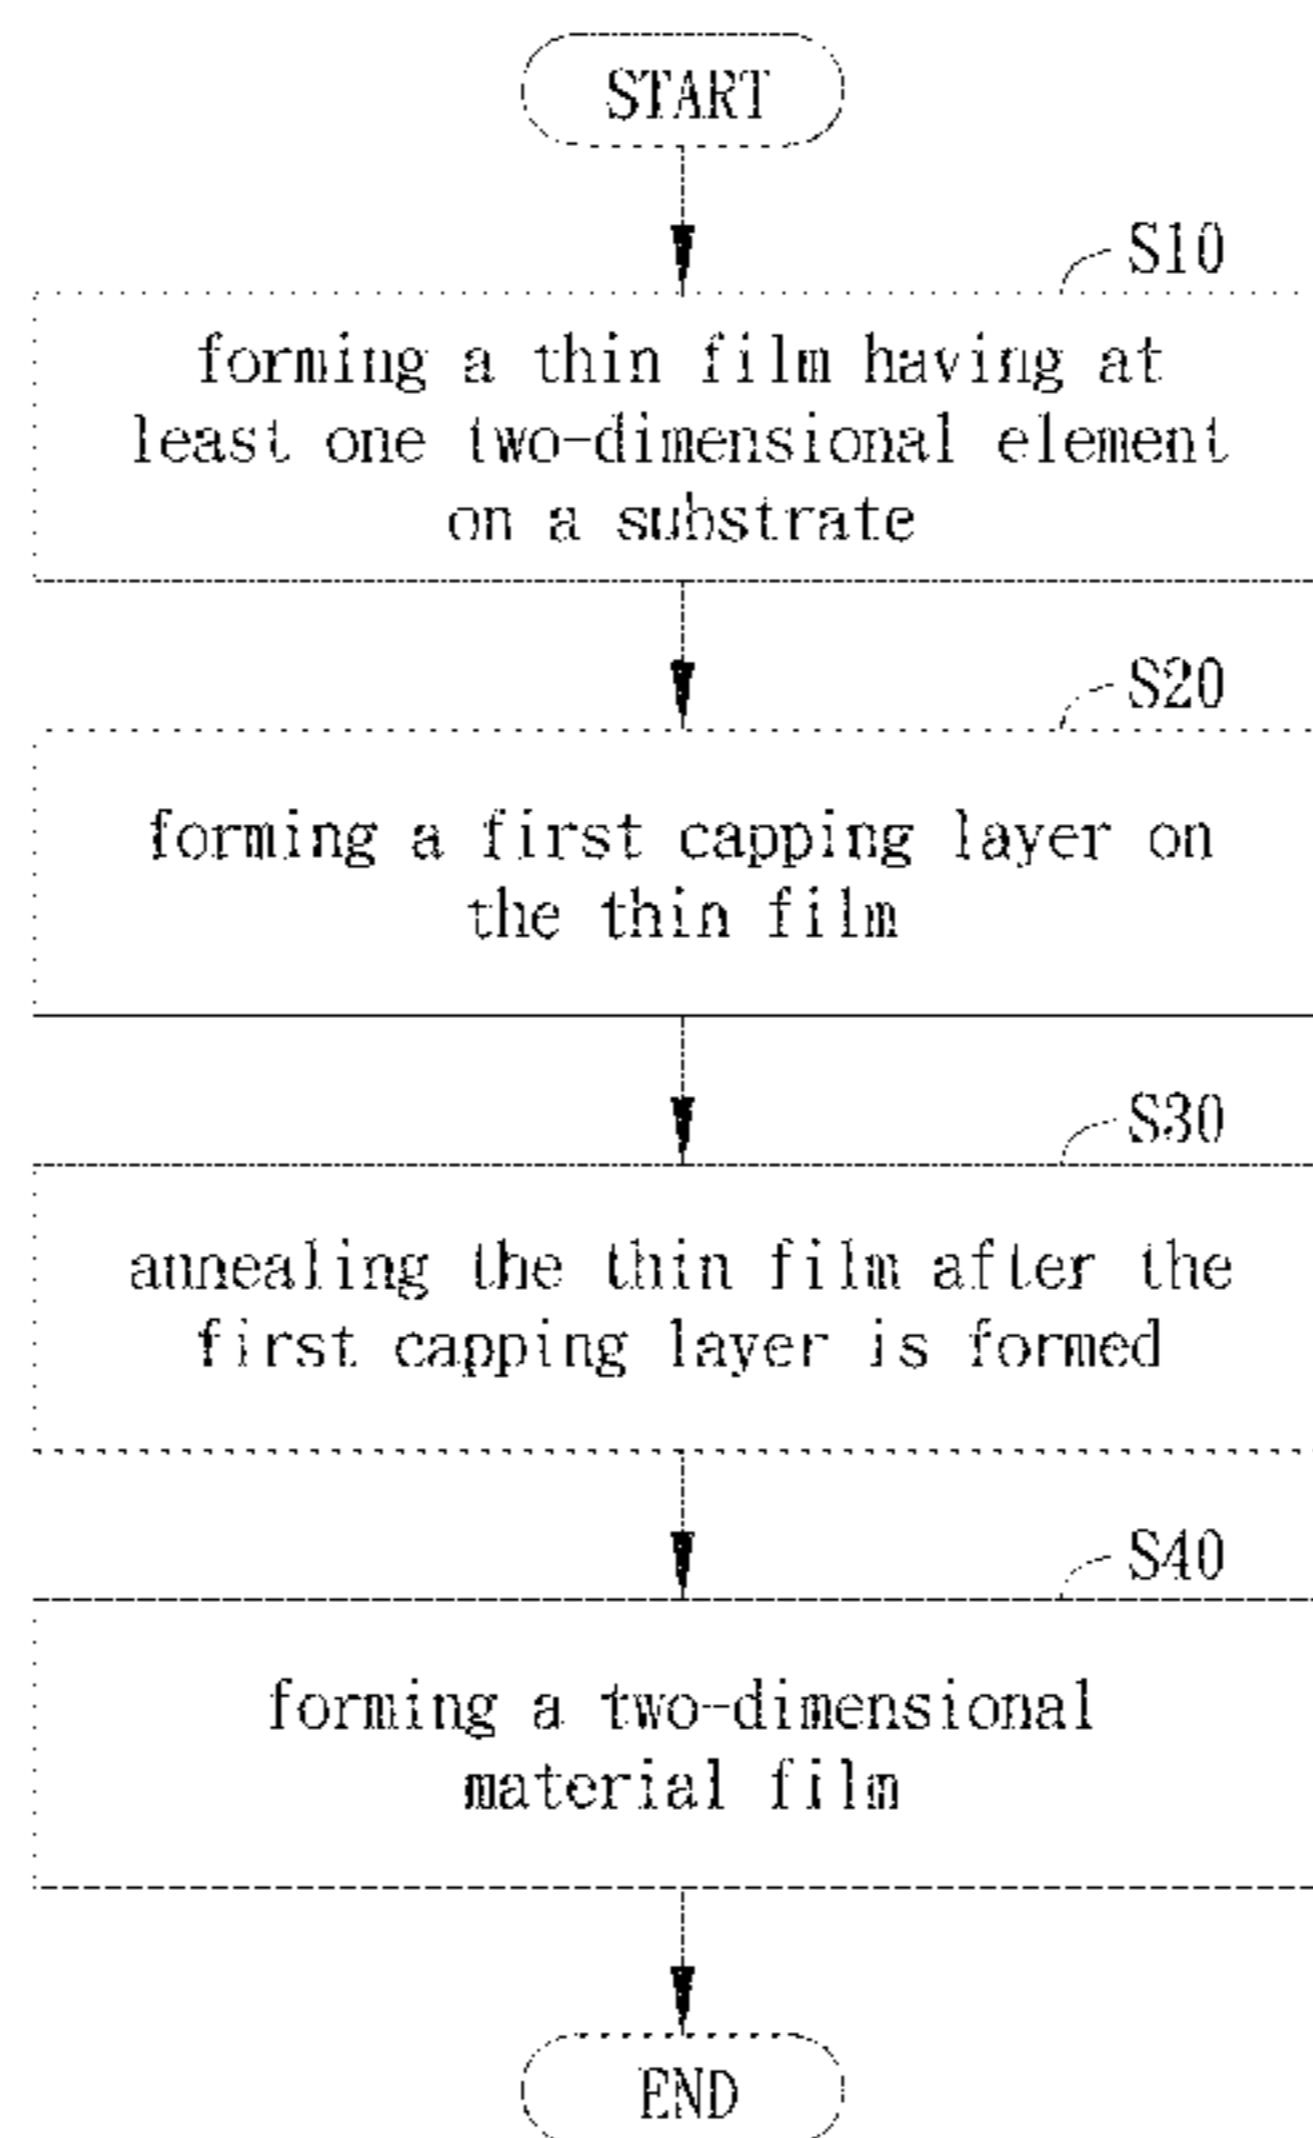 START
S10
forming a thin film having at
least one two-dimensional element
on a substrate
S20
forming a first capping layer on
the thin film
S30
annealing the thin film after the
first capping layer is formed
S40
forming a two-dimensional
material film
END